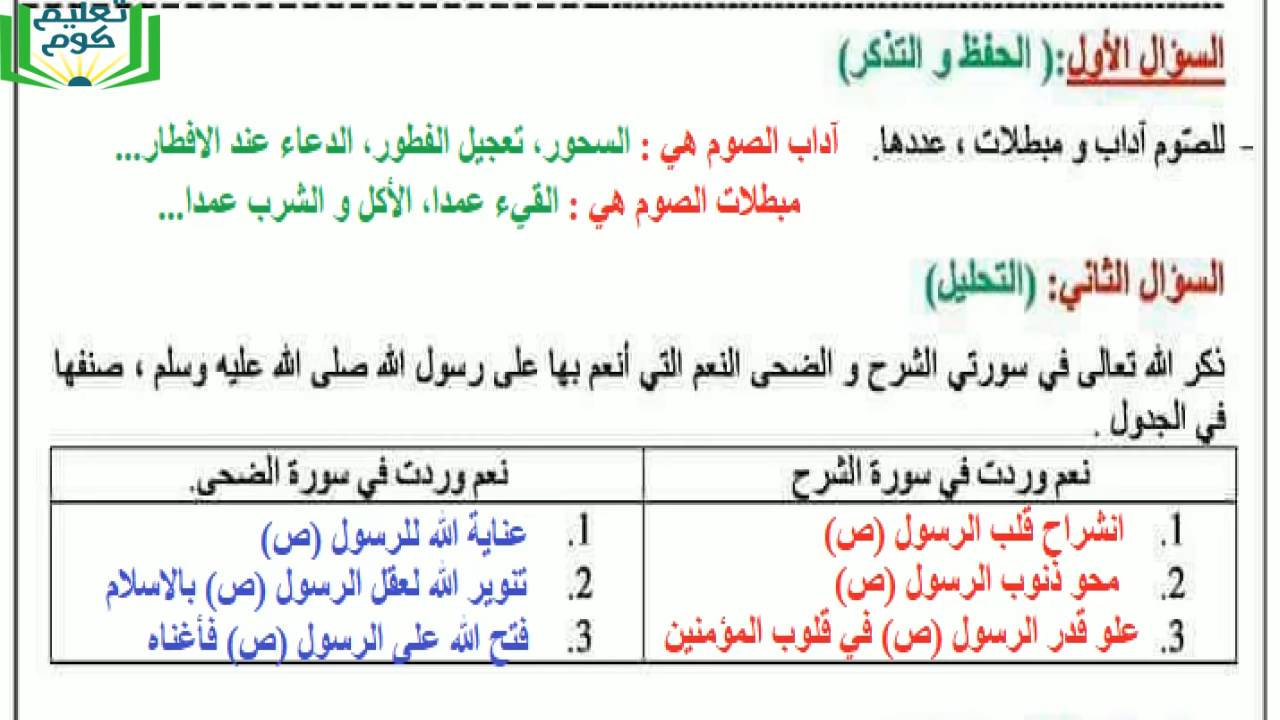 تعليم
كوم
السؤال الأول:( الحفظ و التذكر)
- للصّوم آداب و مبطلات ، عددها. آداب الصوم هي : السحور، تعجيل الفطور، الدعاء عند الافطار...
مبطلات الصوم هي : القيء عمدا، الأكل و الشرب عمدا...
السؤال الثاني: (التحليل)
ذكر الله تعالى في سورتي الشرح و الضحى النعم التي أنعم بها على رسول الله صلى الله عليه وسلم ، صنفها
في الجدول .
نعم وردت في سورة الشرح
نعم وردت في سورة الضحى.
1. انشراح قلب الرسول (ص)
1. عناية الله للرسول (ص)
2. محو ذنوب الرسول (ص)
2. تنوير الله لعقل الرسول (ص) بالاسلام
3. علو قدر الرسول (ص) في قلوب المؤمنين
3. فتح الله على الرسول (ص) فأغناه